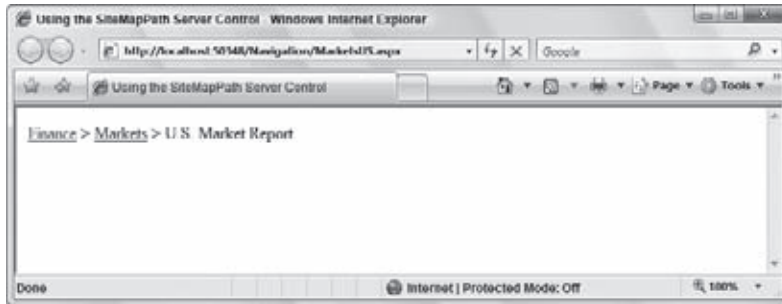 Using the SiteMapPath Server Control - Windows Internet Explorer
http://localhost:50348/Navigation/MarketsUS.aspx
Google
Using the SiteMapPath Server Control
Page
Tools
Finance > Markets > U.S. Market Report
Done
Internet | Protected Mode: Off
100%